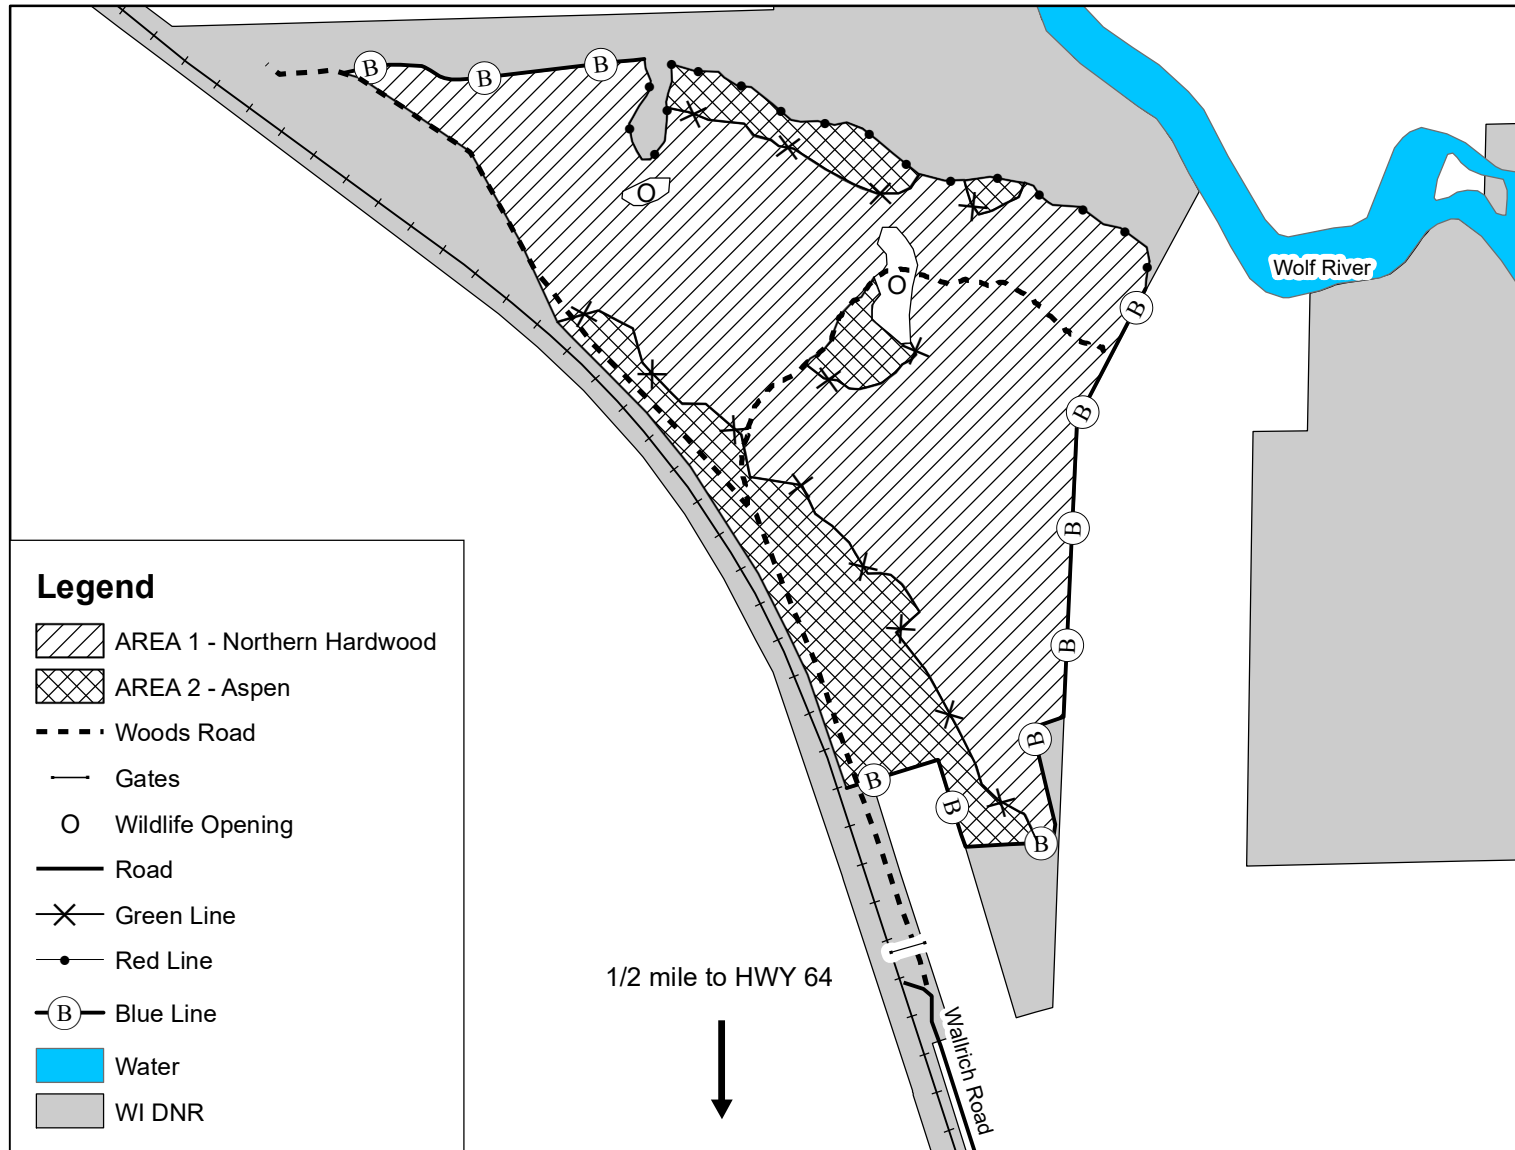 B
B
B
O
O
Wolf River
B
B
B
B
B
B
B
B
Legend
AREA 1 - Northern Hardwood
AREA 2 - Aspen
Woods Road
Gates
O Wildlife Opening
Road
Green Line
Red Line
B Blue Line
Water
WI DNR
1/2 mile to HWY 64
Wallrich Road